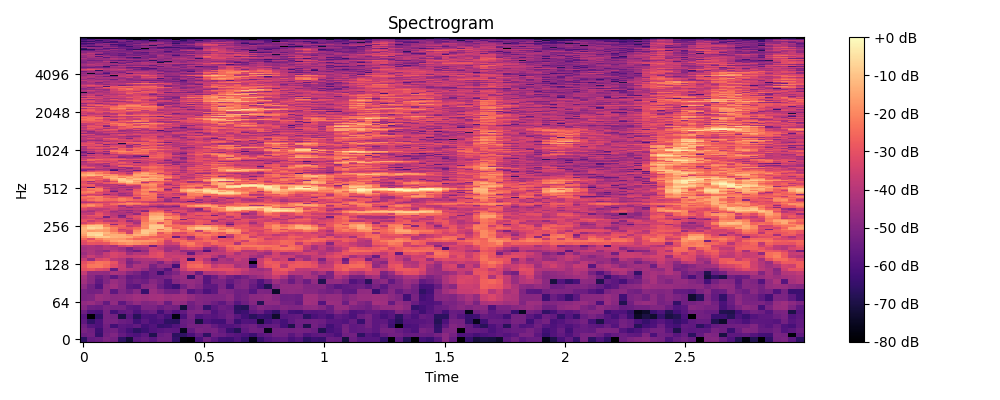 Spectrogram
Hz
4096
2048
1024
512
256
128
64
0
0
0.5
1
1.5
2
2.5
Time
+0 dB
-10 dB
-20 dB
-30 dB
-40 dB
-50 dB
-60 dB
-70 dB
-80 dB